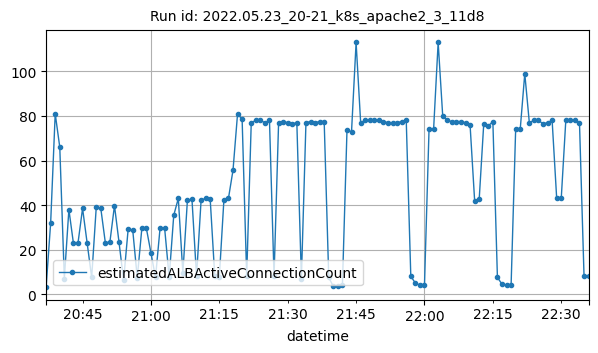 Run id: 2022.05.23_20-21_k8s_apache2_3_11d8
100
80
60
40
20
0
estimatedALBActiveConnectionCount
20:45 21:00 21:15 21:30 21:45 22:00 22:15 22:30
datetime